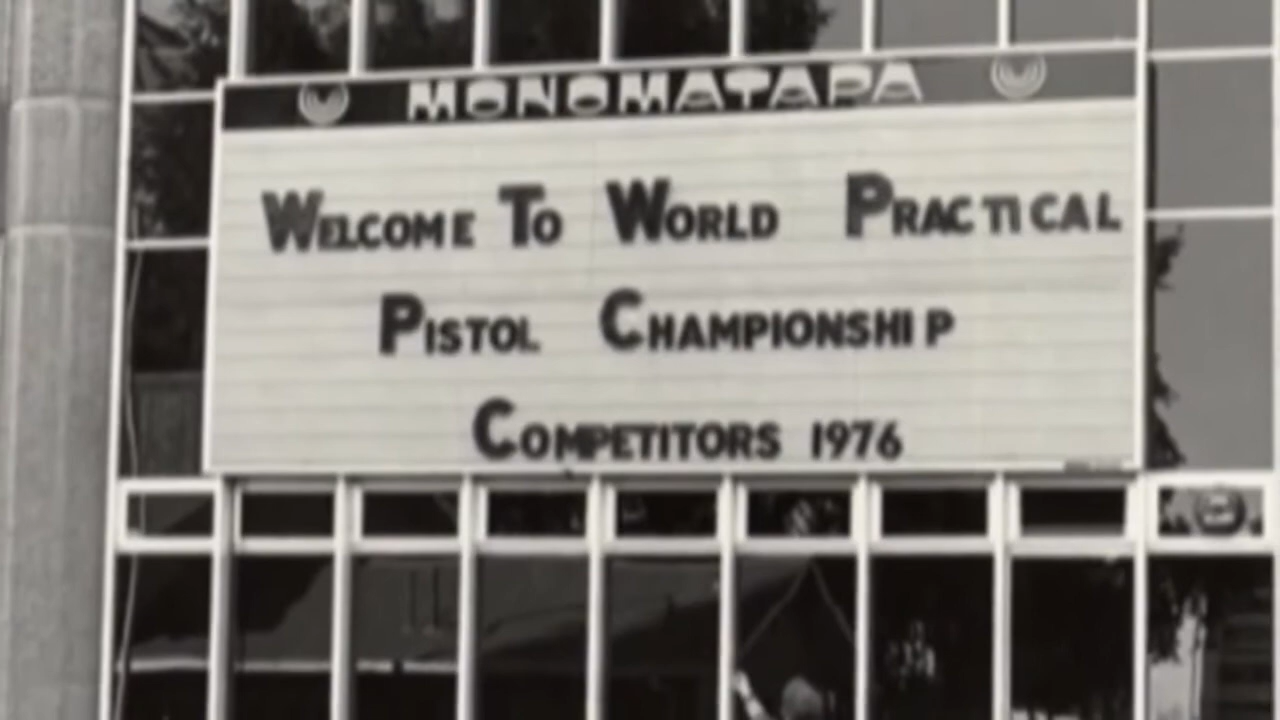 MONOMATAPA
WELCOME TO WORLD PRACTICAL
PISTOL CHAMPIONSHIP
COMPETITORS 1976